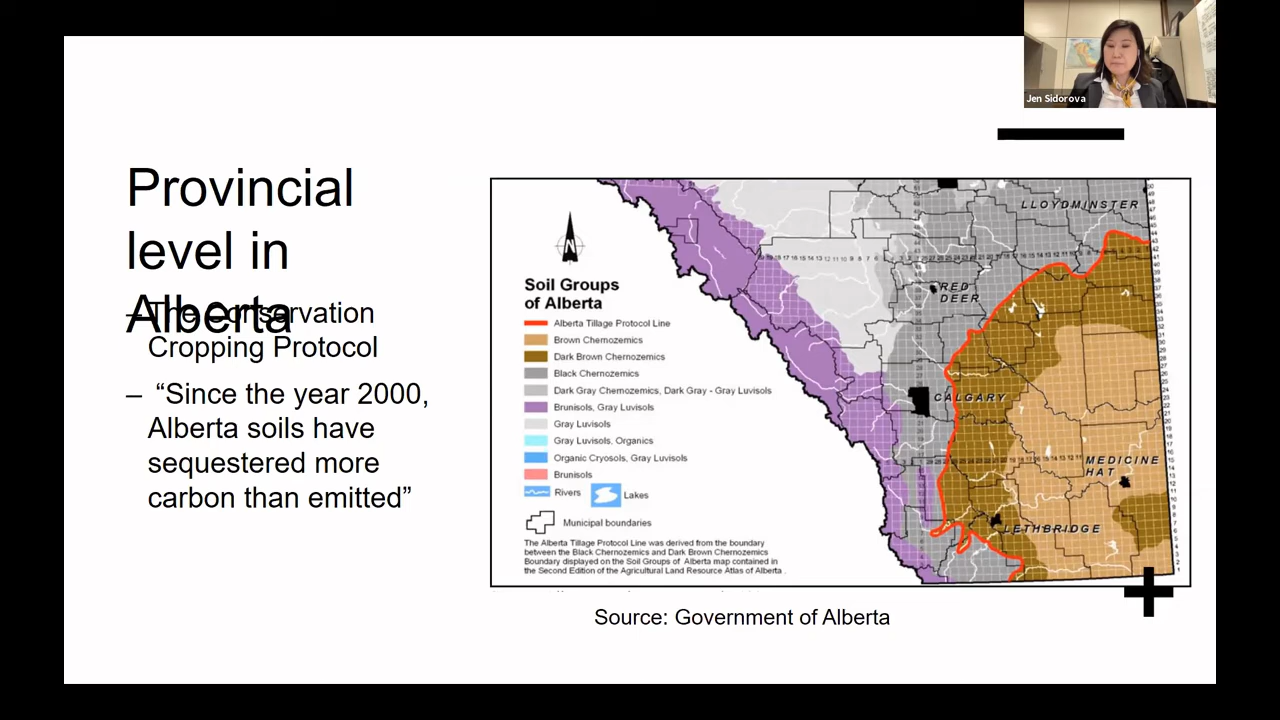 Jen Sidorova
Provincial
level in
Alberta
– The Conservation
Cropping Protocol
– “Since the year 2000,
Alberta soils have
sequestered more
carbon than emitted”
N
Soil Groups
of Alberta
Alberta Tillage Protocol Line
Brown Chernozemics
Dark Brown Chernozemics
Black Chernozemics
Dark Gray Chernozemics, Dark Gray - Gray Luvisols
Brunisols, Gray Luvisols
Gray Luvisols
Gray Luvisols, Organics
Organic Cryosols, Gray Luvisols
Brunisols
Rivers
Lakes
Municipal boundaries
The Alberta Tillage Protocol Line was derived from the boundary
between the Black Chernozemics and Dark Brown Chernozemics
Boundary displayed on the Soil Groups of Alberta map contained in
the Second Edition of the Agricultural Land Resource Atlas of Alberta .
LLOYDMINSTER
RED
DEER
CALGARY
MEDICINE
HAT
LETHBRIDGE
Source: Government of Alberta